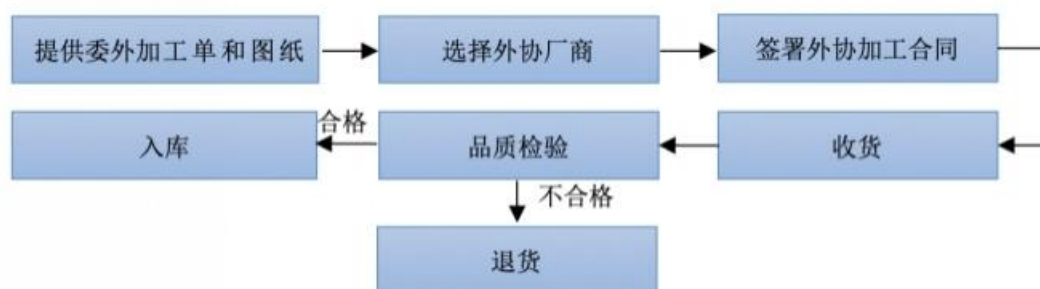 提供委外加工单和图纸
选择外协厂商
签署外协加工合同
入库
合格
品质检验
收货
不合格
退货